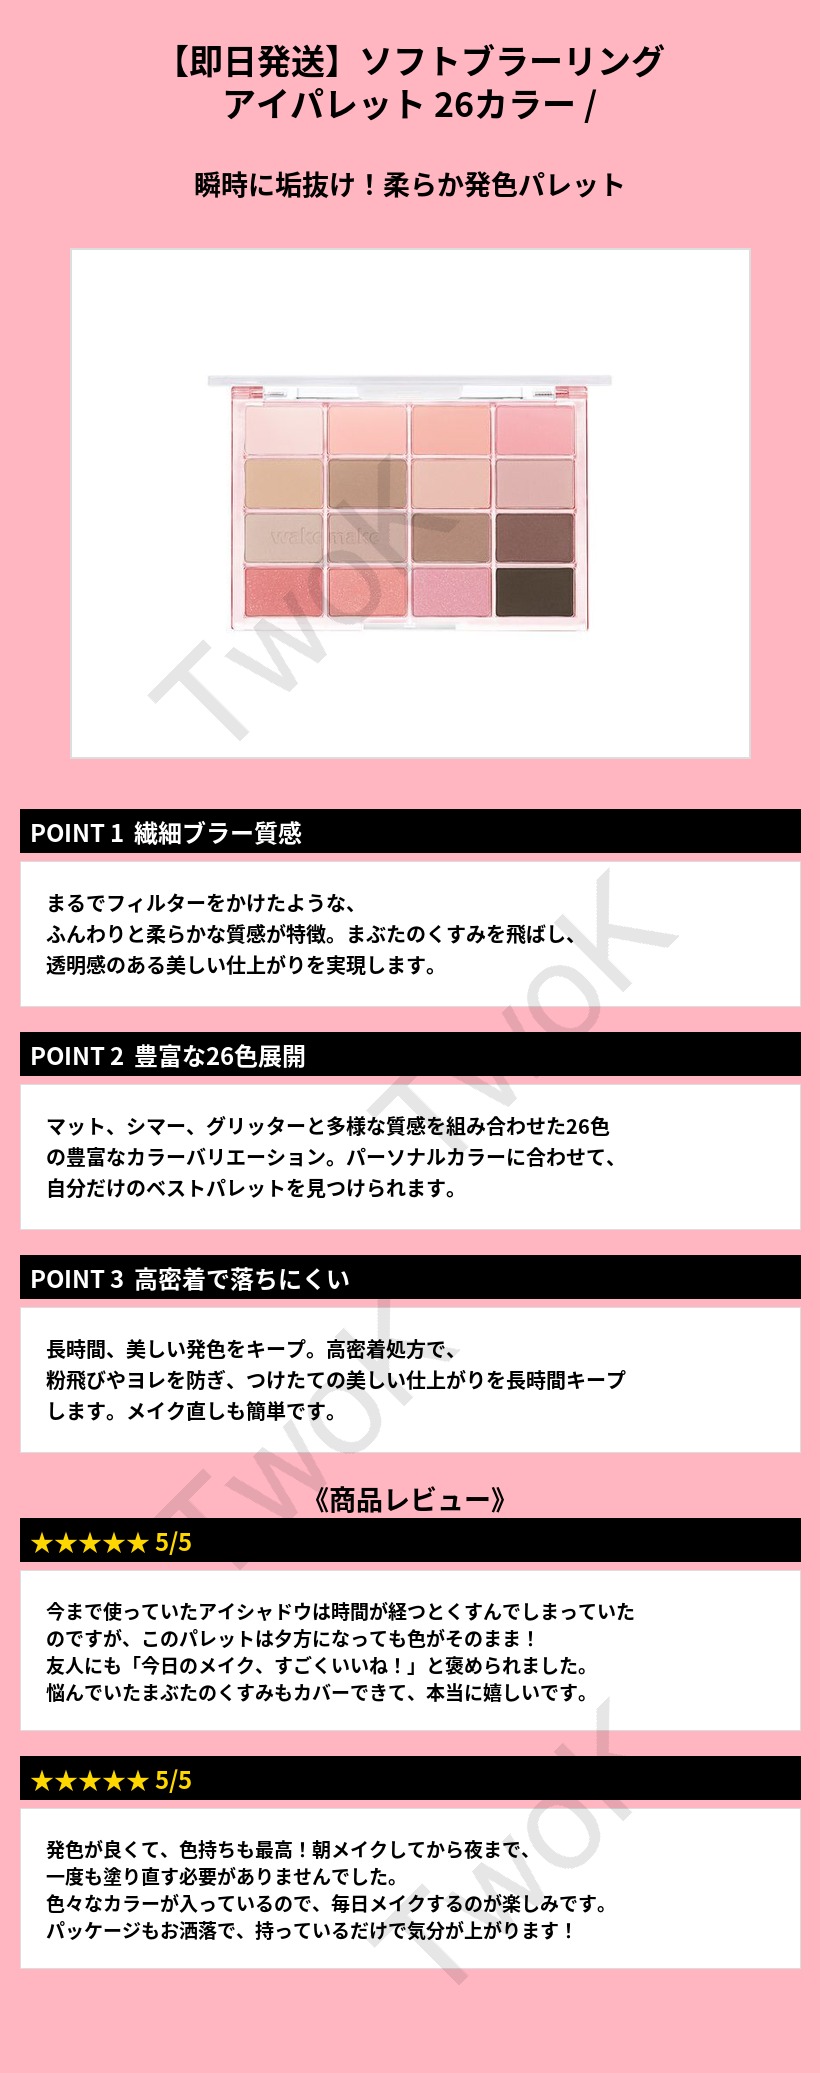 【即日発送】ソフトブラーリング
アイパレット 26カラー /
瞬時に垢抜け！柔らか発色パレット
wakemake
TwoK
POINT 1 繊細ブラー質感
まるでフィルターをかけたような、
ふんわりと柔らかな質感が特徴。まぶたのくすみを飛ばし、
透明感のある美しい仕上がりを実現します。
TwoK
POINT 2 豊富な26色展開
マット、シマー、グリッターと多様な質感を組み合わせた26色
の豊富なカラーバリエーション。パーソナルカラーに合わせて、
自分だけのベストパレットを見つけられます。
POINT 3 高密着で落ちにくい
長時間、美しい発色をキープ。高密着処方で、
粉飛びやヨレを防ぎ、つけたての美しい仕上がりを長時間キープ
します。メイク直しも簡単です。
TwoK
《商品レビュー》
★★★★★ 5/5
今まで使っていたアイシャドウは時間が経つとくすんでしまっていた
のですが、このパレットは夕方になっても色がそのまま！
友人にも「今日のメイク、すごくいいね！」と褒められました。
悩んでいたまぶたのくすみもカバーできて、本当に嬉しいです。
★★★★★ 5/5
発色が良くて、色持ちも最高！朝メイクしてから夜まで、
一度も塗り直す必要がありませんでした。
色々なカラーが入っているので、毎日メイクするのが楽しみです。
パッケージもお洒落で、持っているだけで気分が上がります！
TwoK